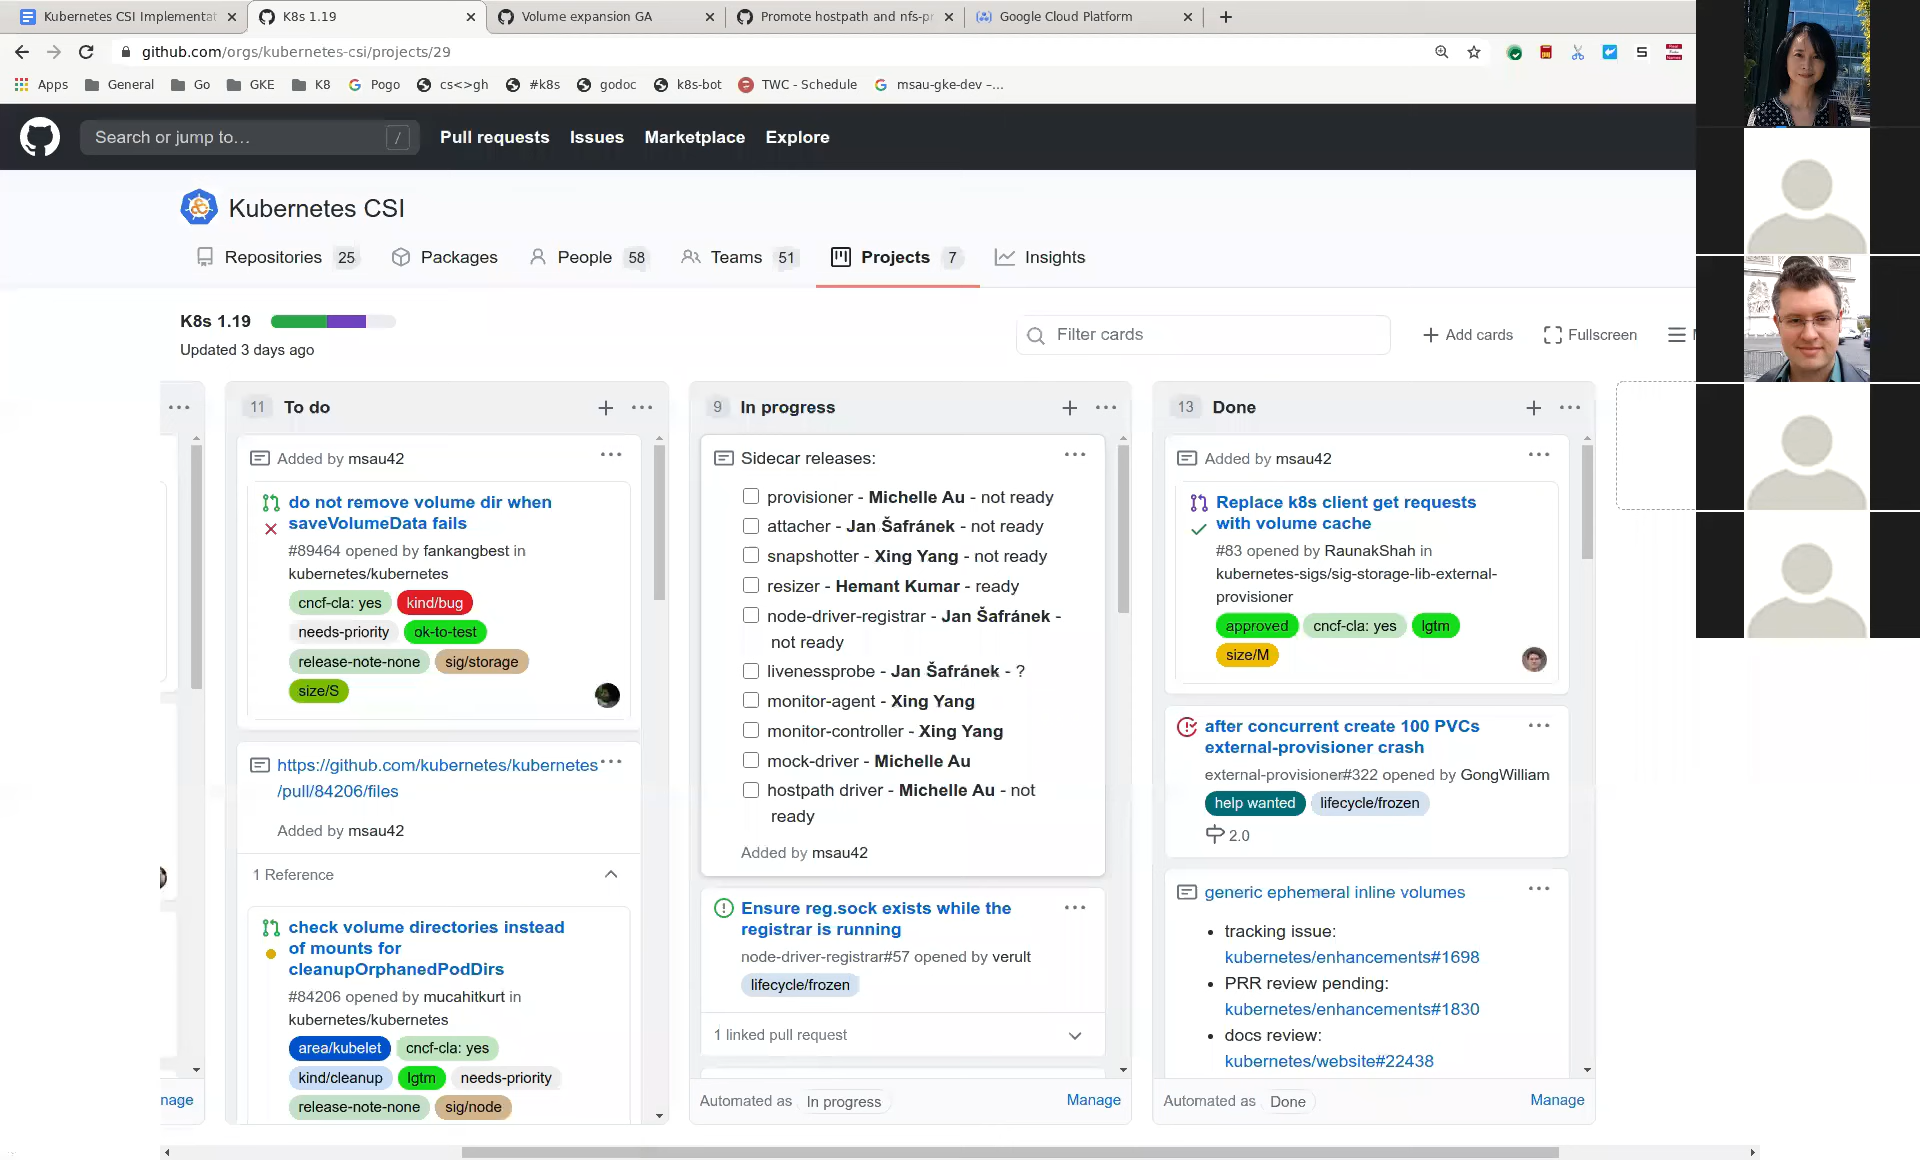 Kubernetes CSI Implementat
K8s 1.19
Volume expansion GA
Promote hostpath and nfs-pr
Google Cloud Platform
github.com/orgs/kubernetes-csi/projects/29
Apps
General
Go
GKE
K8
Pogo
cs<>gh
#k8s
godoc
k8s-bot
TWC - Schedule
msau-gke-dev –…
Search or jump to…
/
Pull requests
Issues
Marketplace
Explore
Kubernetes CSI
Repositories 25
Packages
People 58
Teams 51
Projects 7
Insights
K8s 1.19
Updated 3 days ago
Filter cards
Add cards
Fullscreen
11 To do
Added by msau42
do not remove volume dir when
saveVolumeData fails
#89464 opened by fankangbest in
kubernetes/kubernetes
cncf-cla: yes kind/bug
needs-priority ok-to-test
release-note-none sig/storage
size/S
https://github.com/kubernetes/kubernetes
/pull/84206/files
Added by msau42
1 Reference
check volume directories instead
of mounts for
cleanupOrphanedPodDirs
#84206 opened by mucahitkurt in
kubernetes/kubernetes
area/kubelet cncf-cla: yes
kind/cleanup lgtm needs-priority
release-note-none sig/node
nage
9 In progress
Sidecar releases:
provisioner - Michelle Au - not ready
attacher - Jan Šafránek - not ready
snapshotter - Xing Yang - not ready
resizer - Hemant Kumar - ready
node-driver-registrar - Jan Šafránek -
not ready
livenessprobe - Jan Šafránek - ?
monitor-agent - Xing Yang
monitor-controller - Xing Yang
mock-driver - Michelle Au
hostpath driver - Michelle Au - not
ready
Added by msau42
Ensure reg.sock exists while the
registrar is running
node-driver-registrar#57 opened by verult
lifecycle/frozen
1 linked pull request
Automated as In progress
Manage
13 Done
Added by msau42
Replace k8s client get requests
with volume cache
#83 opened by RaunakShah in
kubernetes-sigs/sig-storage-lib-external-
provisioner
approved cncf-cla: yes lgtm
size/M
after concurrent create 100 PVCs
external-provisioner crash
external-provisioner#322 opened by GongWilliam
help wanted lifecycle/frozen
2.0
generic ephemeral inline volumes
• tracking issue:
kubernetes/enhancements#1698
• PRR review pending:
kubernetes/enhancements#1830
• docs review:
kubernetes/website#22438
Automated as Done
Manage